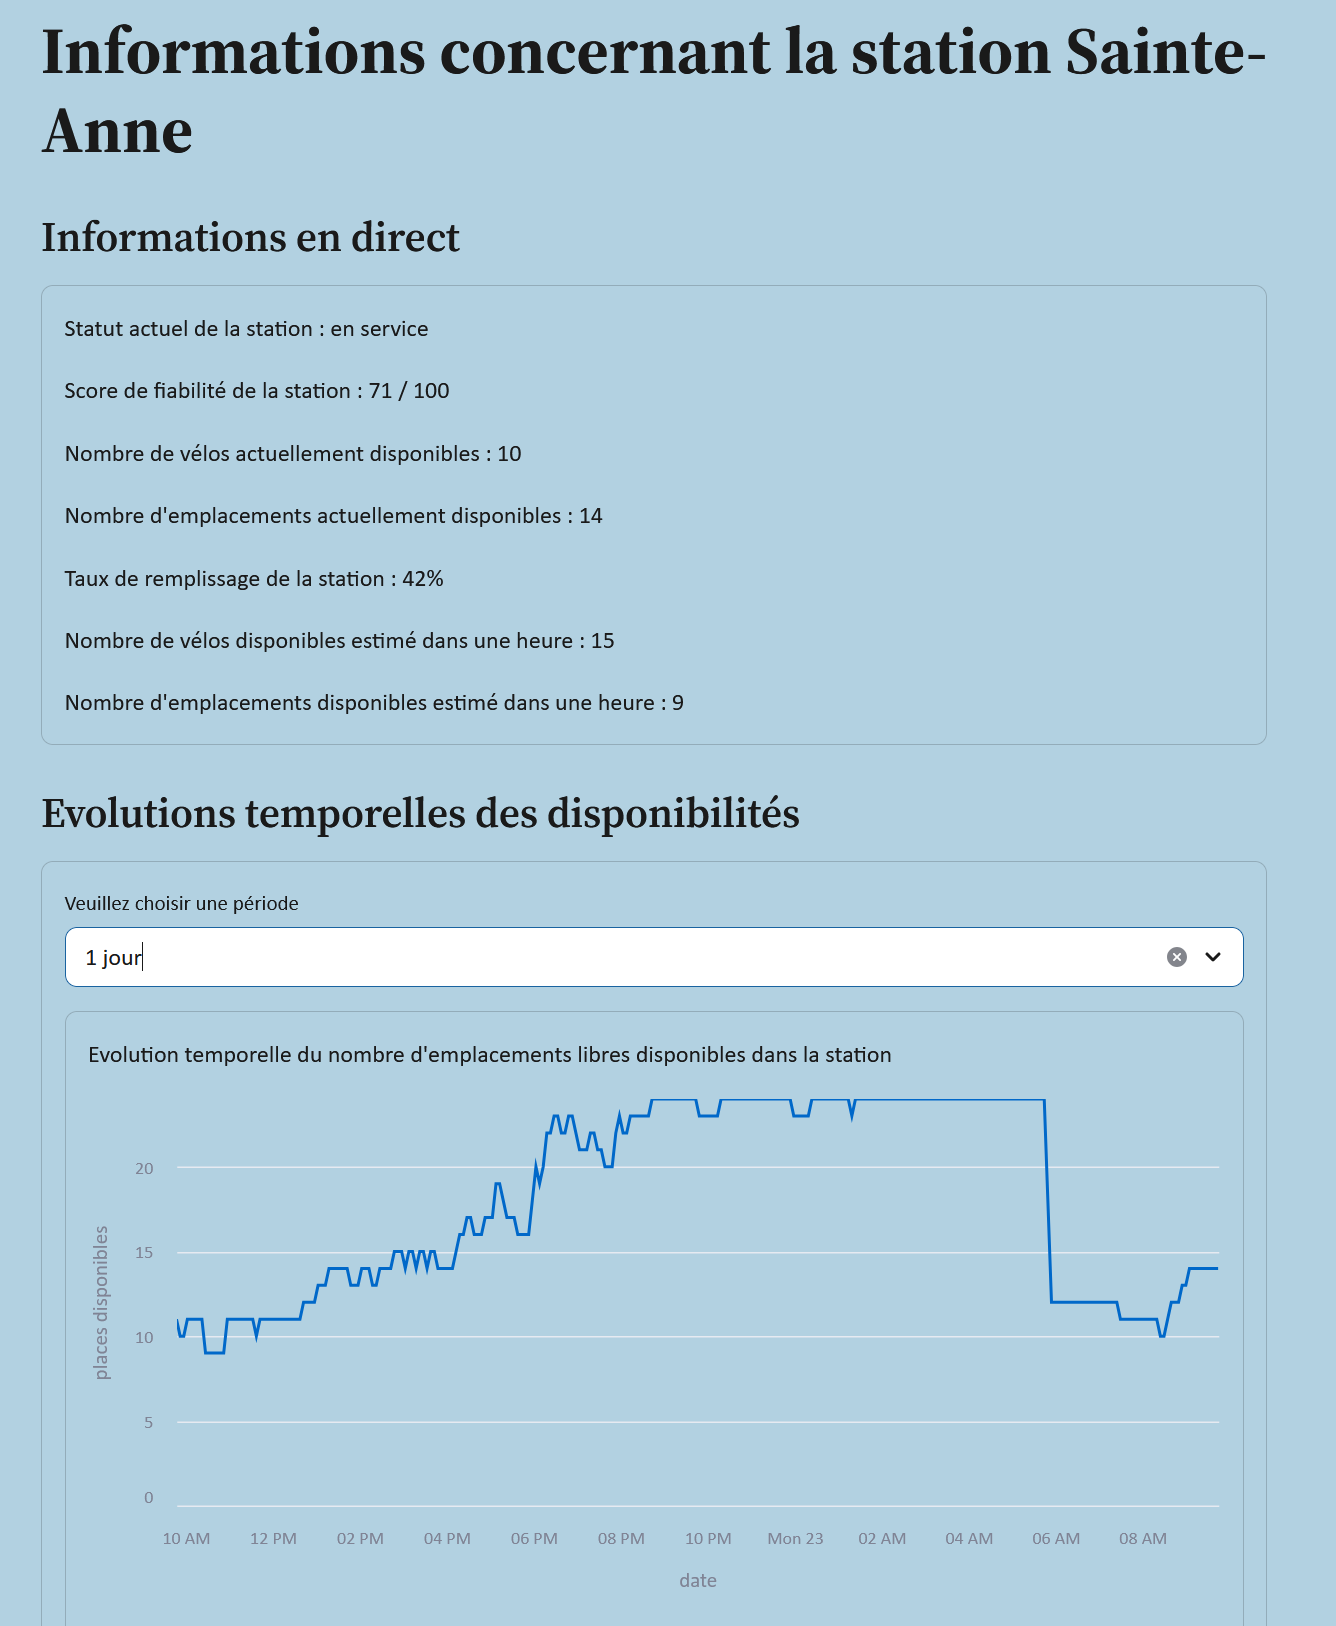 Informations concernant la station Sainte-
Anne
Informations en direct
Statut actuel de la station : en service
Score de fiabilité de la station : 71 / 100
Nombre de vélos actuellement disponibles : 10
Nombre d'emplacements actuellement disponibles : 14
Taux de remplissage de la station : 42%
Nombre de vélos disponibles estimé dans une heure : 15
Nombre d'emplacements disponibles estimé dans une heure : 9
Evolutions temporelles des disponibilités
Veuillez choisir une période
1 jour
Evolution temporelle du nombre d'emplacements libres disponibles dans la station
places disponibles
20
15
10
5
0
10 AM 12 PM 02 PM 04 PM 06 PM 08 PM 10 PM Mon 23 02 AM 04 AM 06 AM 08 AM
date